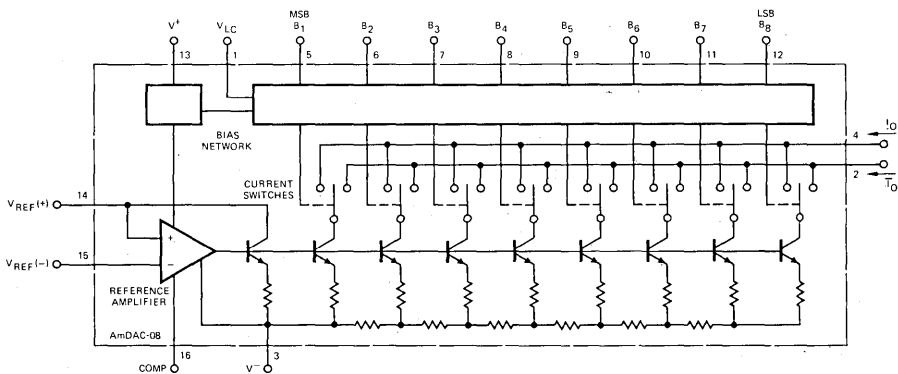 V+
VLC
MSB
B1
B2
B3
B4
B5
B6
B7
LSB
B8
13
1
5
6
7
8
9
10
11
12
BIAS
NETWORK
4
IO
2
IO
CURRENT
SWITCHES
VREF(+)
14
VREF(−)
15
+
−
REFERENCE
AMPLIFIER
AmDAC-08
16
COMP
3
V−